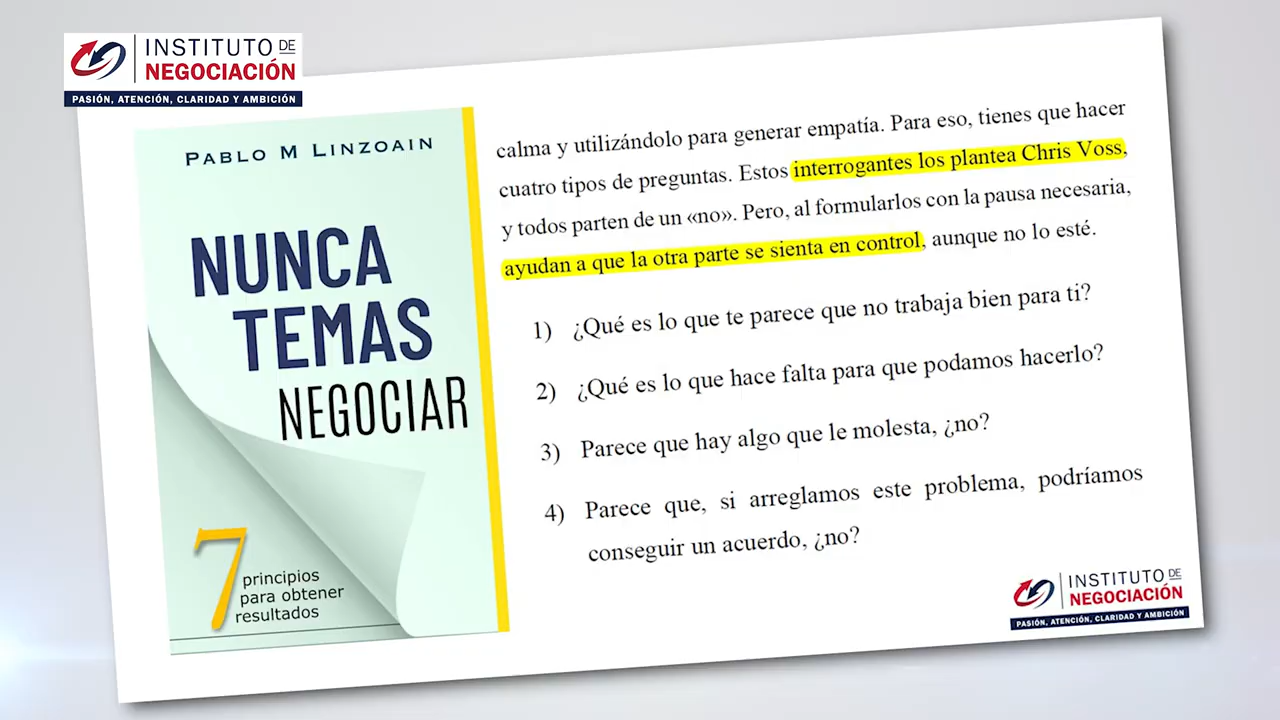 INSTITUTO DE
NEGOCIACIÓN
PASIÓN, ATENCIÓN, CLARIDAD Y AMBICIÓN
PABLO M LINZOAIN
NUNCA
TEMAS
NEGOCIAR
7
principios
para obtener
resultados
calma y utilizándolo para generar empatía. Para eso, tienes que hacer
cuatro tipos de preguntas. Estos interrogantes los plantea Chris Voss,
y todos parten de un «no». Pero, al formularlos con la pausa necesaria,
ayudan a que la otra parte se sienta en control, aunque no lo esté.
1) ¿Qué es lo que te parece que no trabaja bien para ti?
2) ¿Qué es lo que hace falta para que podamos hacerlo?
3) Parece que hay algo que le molesta, ¿no?
4) Parece que, si arreglamos este problema, podríamos
conseguir un acuerdo, ¿no?
INSTITUTO DE
NEGOCIACIÓN
PASIÓN, ATENCIÓN, CLARIDAD Y AMBICIÓN